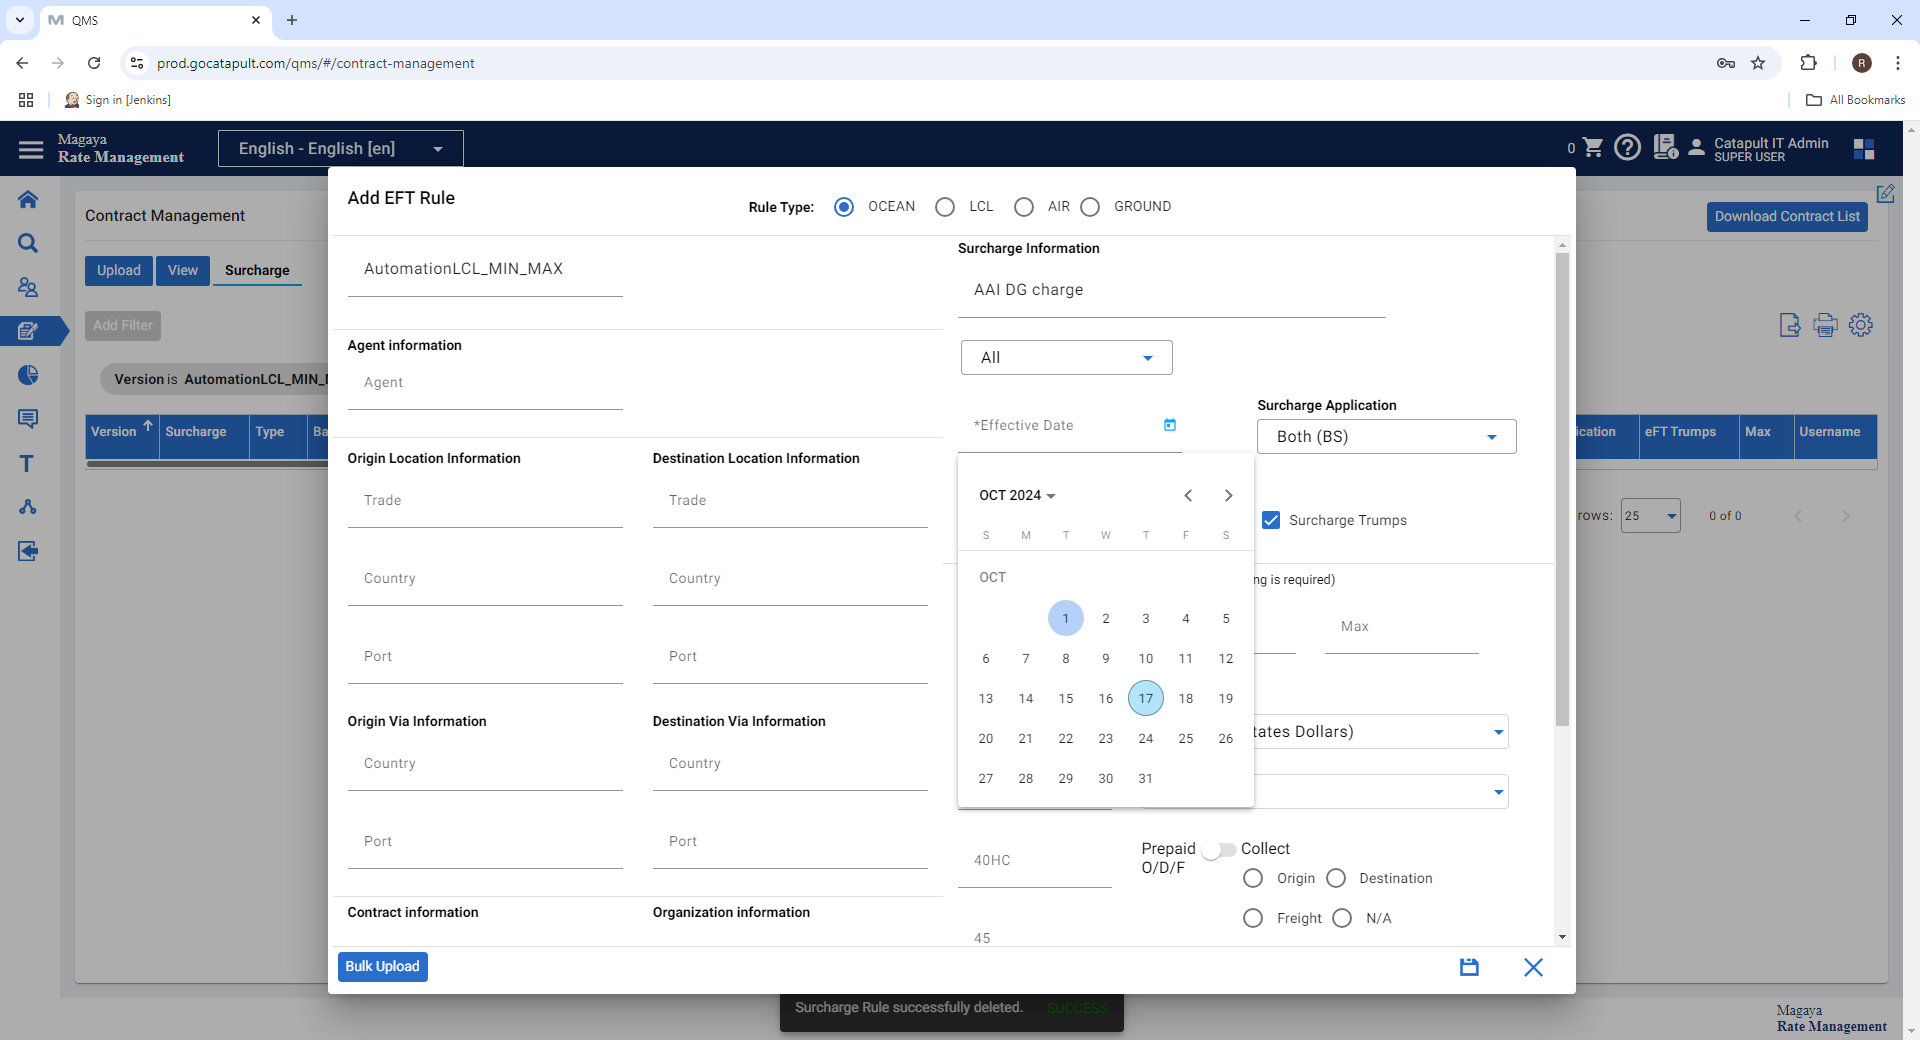 QMS
prod.gocatapult.com/qms/#/contract-management
R
Sign in [Jenkins]
All Bookmarks
Magaya
Rate Management
English - English [en]
0
Catapult IT Admin
SUPER USER
Contract Management
Download Contract List
Upload
View
Surcharge
Add Filter
Version is AutomationLCL_MIN_
Version
Surcharge
Type
Ba
ication
eFT Trumps
Max
Username
rows:
25
0 of 0
Add EFT Rule
Rule Type:
OCEAN
LCL
AIR
GROUND
AutomationLCL_MIN_MAX
Agent information
Agent
Origin Location Information
Destination Location Information
Trade
Trade
Country
Country
Port
Port
Origin Via Information
Destination Via Information
Country
Country
Port
Port
Contract information
Organization information
Surcharge Information
AAI DG charge
All
*Effective Date
Surcharge Application
Both (BS)
OCT 2024
S M T W T F S
OCT
1 2 3 4 5
6 7 8 9 10 11 12
13 14 15 16 17 18 19
20 21 22 23 24 25 26
27 28 29 30 31
Surcharge Trumps
ng is required)
Max
tates Dollars)
40HC
Prepaid
O/D/F
Collect
Origin
Destination
Freight
N/A
45
Bulk Upload
Surcharge Rule successfully deleted.
SUCCESS
Magaya
Rate Management